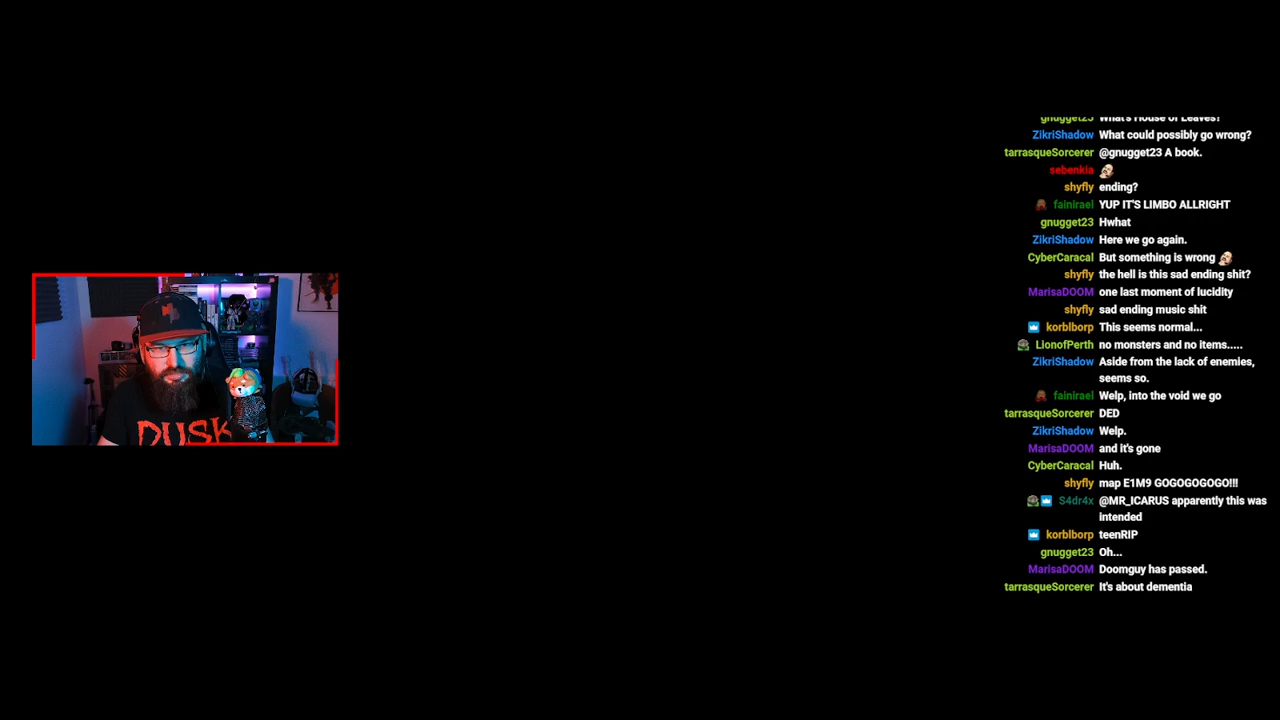 gnugget23 What's House of Leaves?
ZikriShadow What could possibly go wrong?
tarrasqueSorcerer @gnugget23 A book.
sebenkia
shyfly ending?
fainirael YUP IT'S LIMBO ALLRIGHT
gnugget23 Hwhat
ZikriShadow Here we go again.
CyberCaracal But something is wrong
shyfly the hell is this sad ending shit?
MarisaDOOM one last moment of lucidity
shyfly sad ending music shit
korblborp This seems normal...
LionofPerth no monsters and no items.....
ZikriShadow Aside from the lack of enemies,
seems so.
fainirael Welp, into the void we go
tarrasqueSorcerer DED
ZikriShadow Welp.
MarisaDOOM and it's gone
CyberCaracal Huh.
shyfly map E1M9 GOGOGOGOGO!!!
S4dr4x @MR_ICARUS apparently this was
intended
korblborp teenRIP
gnugget23 Oh...
MarisaDOOM Doomguy has passed.
tarrasqueSorcerer It's about dementia
DUSK